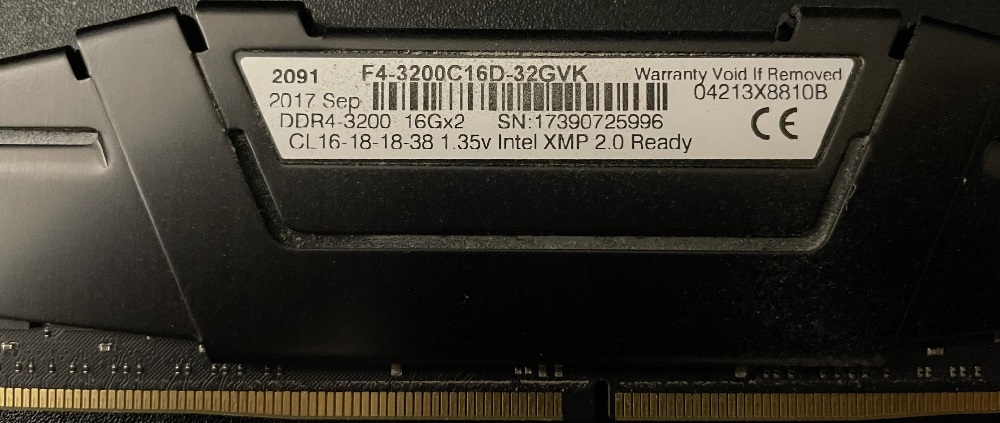 2091 F4-3200C16D-32GVK Warranty Void If Removed
2017 Sep 04213X8810B
DDR4-3200 16Gx2 SN:17390725996
CL16-18-18-38 1.35v Intel XMP 2.0 Ready
CE